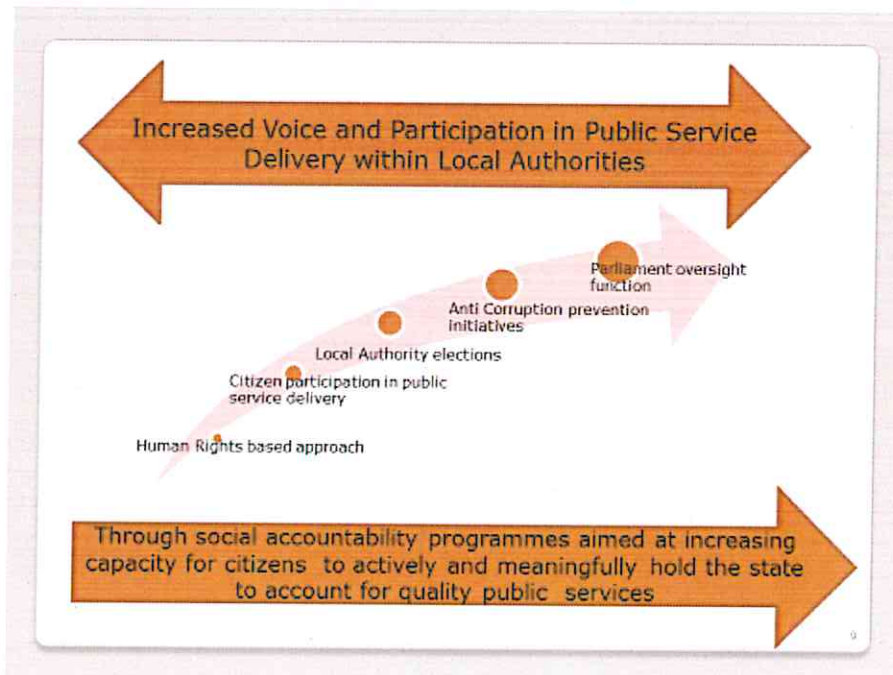 Increased Voice and Participation in Public Service
Delivery within Local Authorities
Parliament oversight
function
Anti Corruption prevention
initiatives
Local Authority elections
Citizen participation in public
service delivery
Human Rights based approach
Through social accountability programmes aimed at increasing
capacity for citizens to actively and meaningfully hold the state
to account for quality public services
9